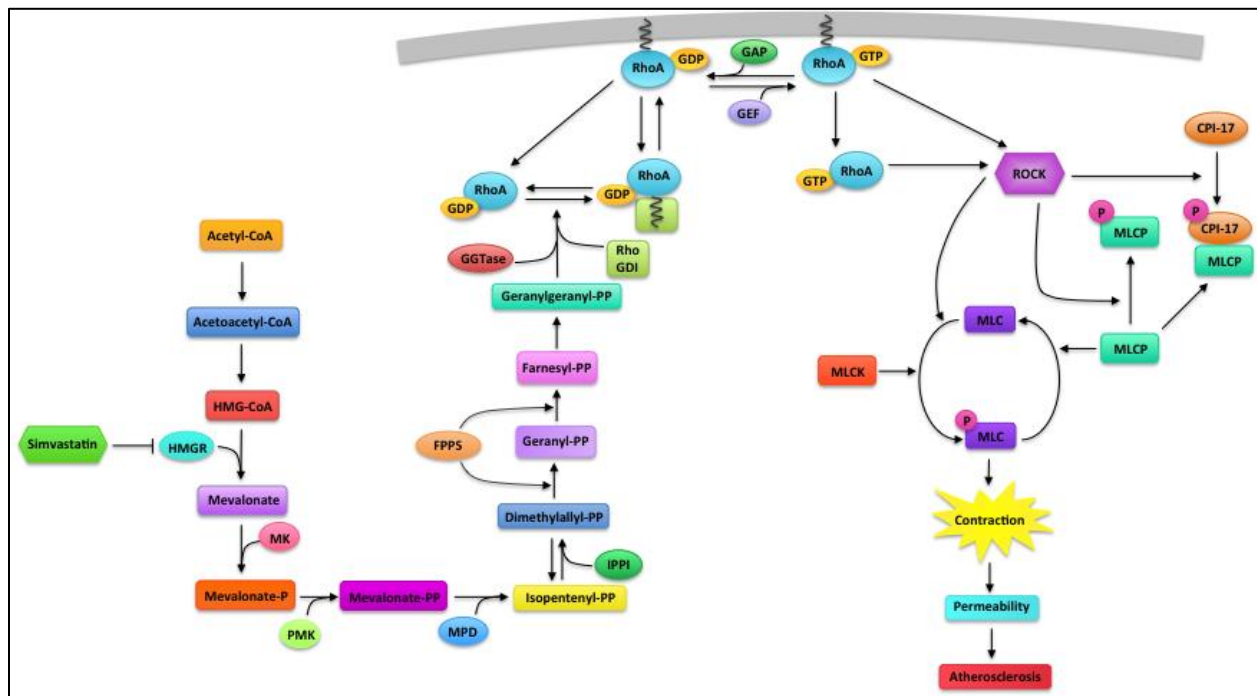 RhoA
GDP
GAP
GEF
RhoA
GTP
CPI-17
RhoA
GDP
GDP
RhoA
GTP
RhoA
ROCK
P
MLCP
P
CPI-17
MLCP
Acetyl-CoA
GGTase
Rho
GDI
Acetoacetyl-CoA
Geranylgeranyl-PP
MLC
MLCP
Farnesyl-PP
MLCK
HMG-CoA
Simvastatin
HMGR
FPPS
Geranyl-PP
P
MLC
Mevalonate
Dimethylallyl-PP
Contraction
MK
IPPI
Mevalonate-P
Mevalonate-PP
Isopentenyl-PP
Permeability
PMK
MPD
Atherosclerosis